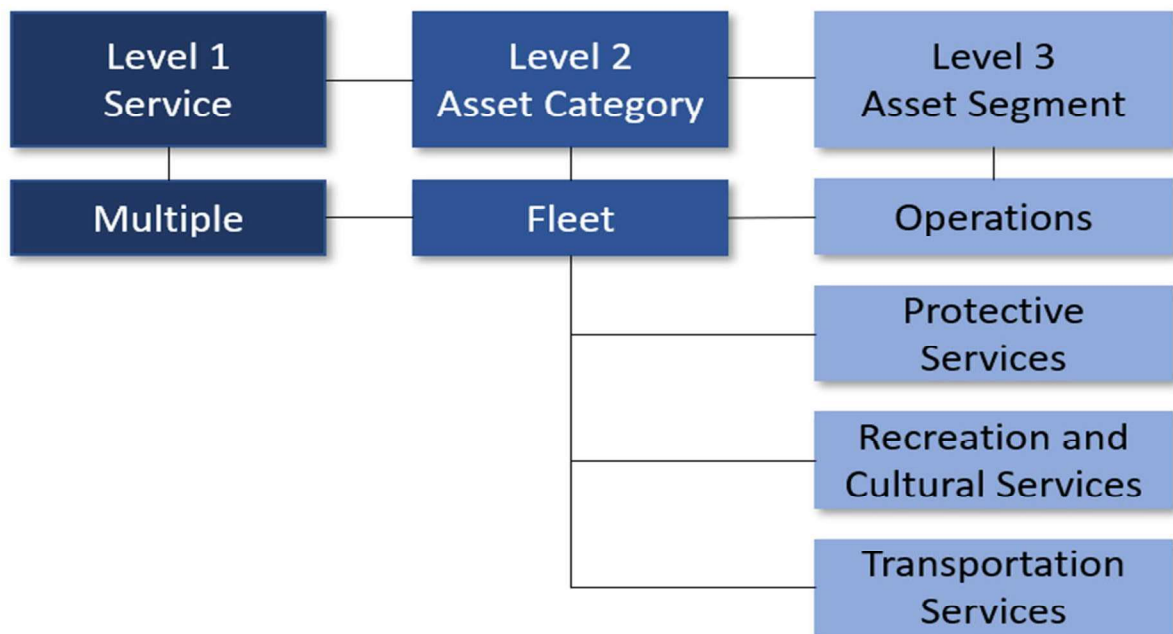 Level 1
Service
Level 2
Asset Category
Level 3
Asset Segment
Multiple
Fleet
Operations
Protective
Services
Recreation and
Cultural Services
Transportation
Services